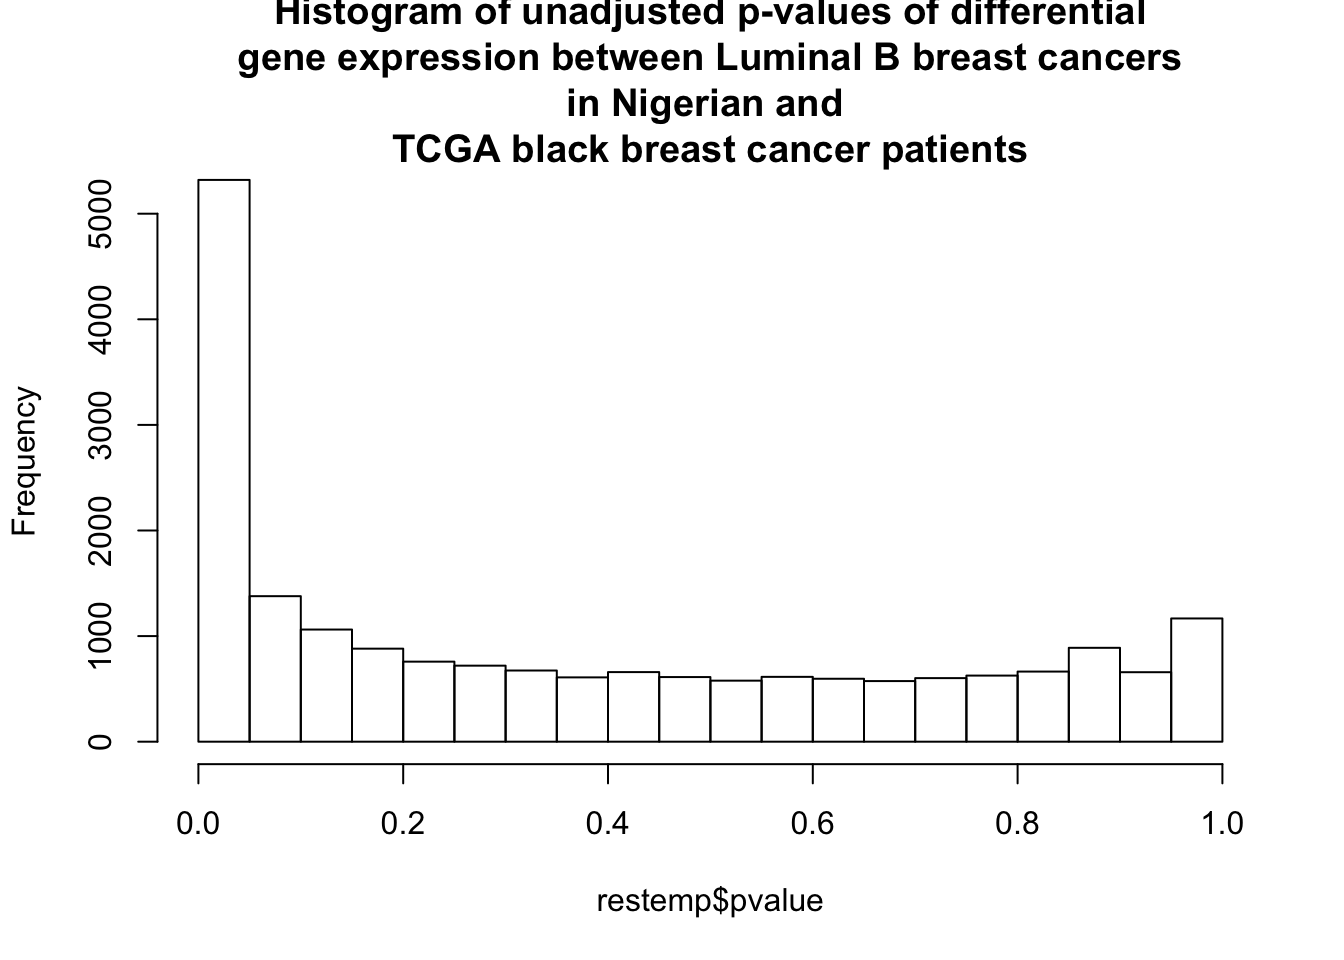 Histogram of unadjusted p-values of differential
gene expression between Luminal B breast cancers
in Nigerian and
TCGA black breast cancer patients
5000
4000
3000
2000
1000
0
Frequency
0.0 0.2 0.4 0.6 0.8 1.0
restemp$pvalue